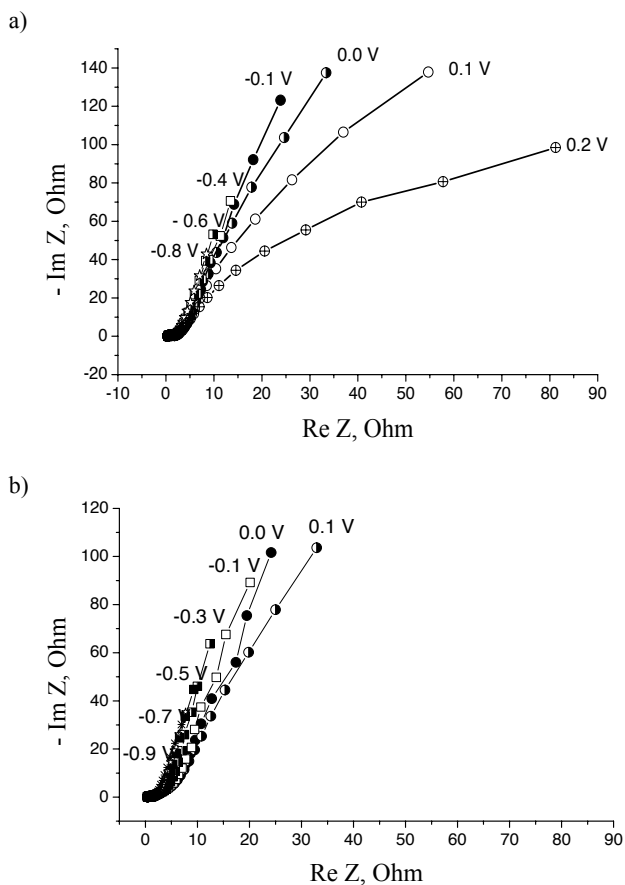 a)
0.0 V
-0.1 V
0.1 V
140
120
100
80
60
40
20
0
-20
-0.4 V
- 0.6 V
-0.8 V
0.2 V
- Im Z, Ohm
-10 0 10 20 30 40 50 60 70 80 90
Re Z, Ohm
b)
120
100
80
60
40
20
0
0.0 V
0.1 V
-0.1 V
-0.3 V
-0.5 V
-0.7 V
-0.9 V
- Im Z, Ohm
0 10 20 30 40 50 60 70 80 90
Re Z, Ohm